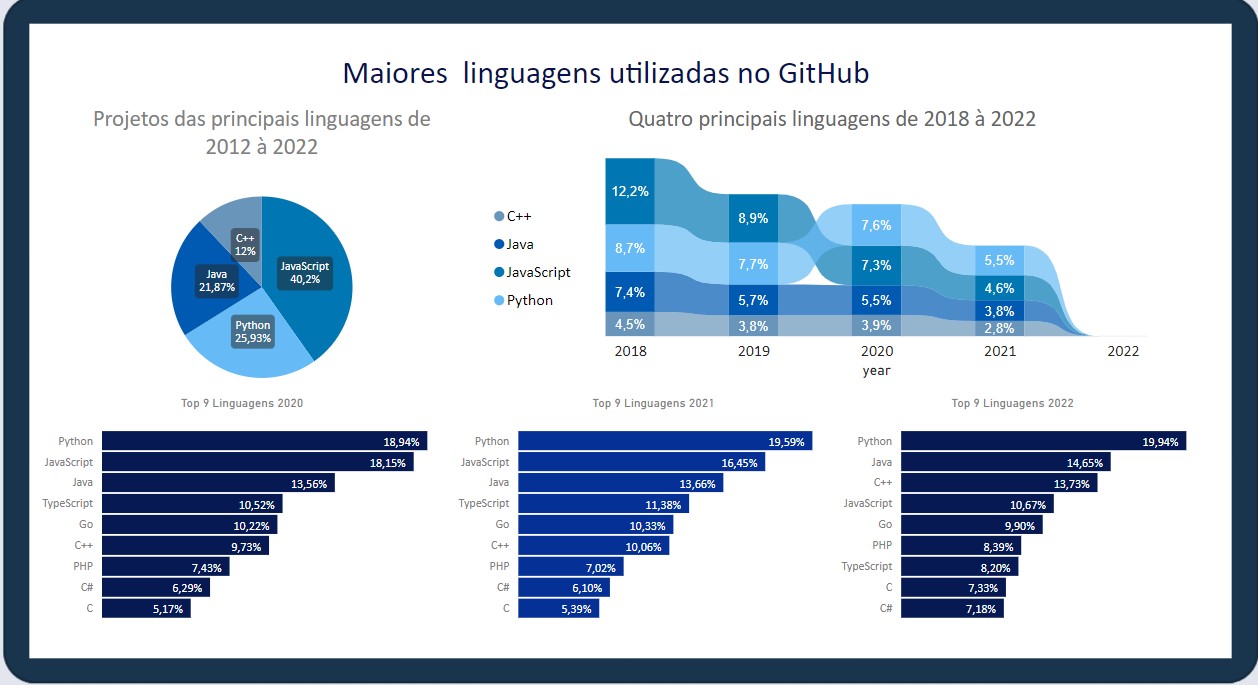 Maiores linguagens utilizadas no GitHub
Projetos das principais linguagens de
2012 à 2022
C++
12%
JavaScript
40,2%
Java
21,87%
Python
25,93%
Quatro principais linguagens de 2018 à 2022
C++
Java
JavaScript
Python
12,2%
8,7%
7,4%
4,5%
8,9%
7,7%
5,7%
3,8%
7,6%
7,3%
5,5%
3,9%
5,5%
4,6%
3,8%
2,8%
2018
2019
2020
2021
2022
year
Top 9 Linguagens 2020
Python 18,94%
JavaScript 18,15%
Java 13,56%
TypeScript 10,52%
Go 10,22%
C++ 9,73%
PHP 7,43%
C# 6,29%
C 5,17%
Top 9 Linguagens 2021
Python 19,59%
JavaScript 16,45%
Java 13,66%
TypeScript 11,38%
Go 10,33%
C++ 10,06%
PHP 7,02%
C# 6,10%
C 5,39%
Top 9 Linguagens 2022
Python 19,94%
Java 14,65%
C++ 13,73%
JavaScript 10,67%
Go 9,90%
PHP 8,39%
TypeScript 8,20%
C 7,33%
C# 7,18%